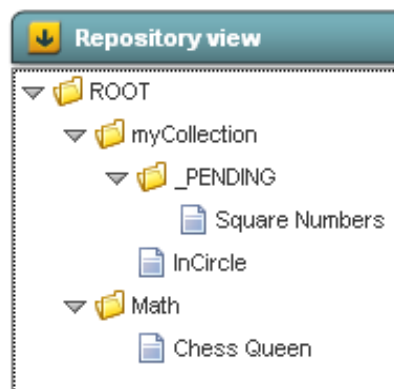 Repository view
ROOT
myCollection
_PENDING
Square Numbers
InCircle
Math
Chess Queen